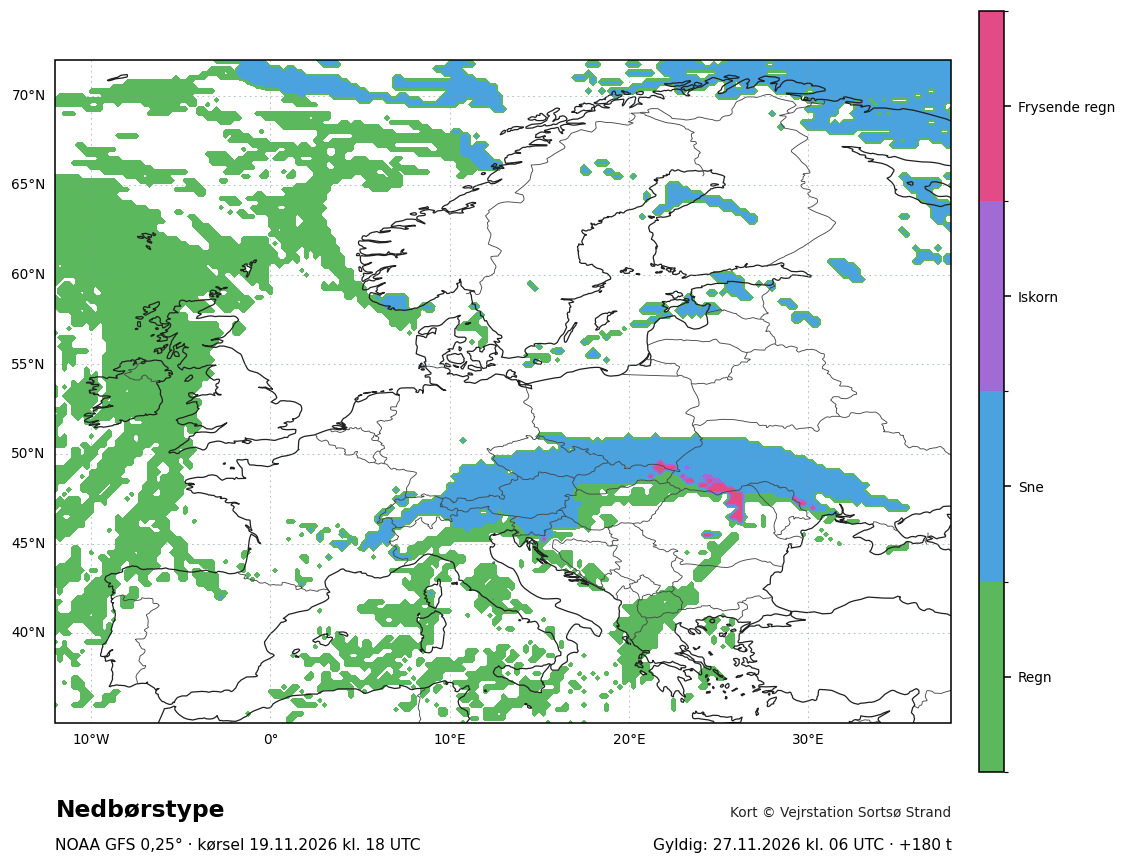 70°N
65°N
60°N
55°N
50°N
45°N
40°N
10°W
0°
10°E
20°E
30°E
Frysende regn
Iskorn
Sne
Regn
Nedbørstype
Kort © Vejrstation Sortsø Strand
NOAA GFS 0,25° · kørsel 19.11.2026 kl. 18 UTC
Gyldig: 27.11.2026 kl. 06 UTC · +180 t